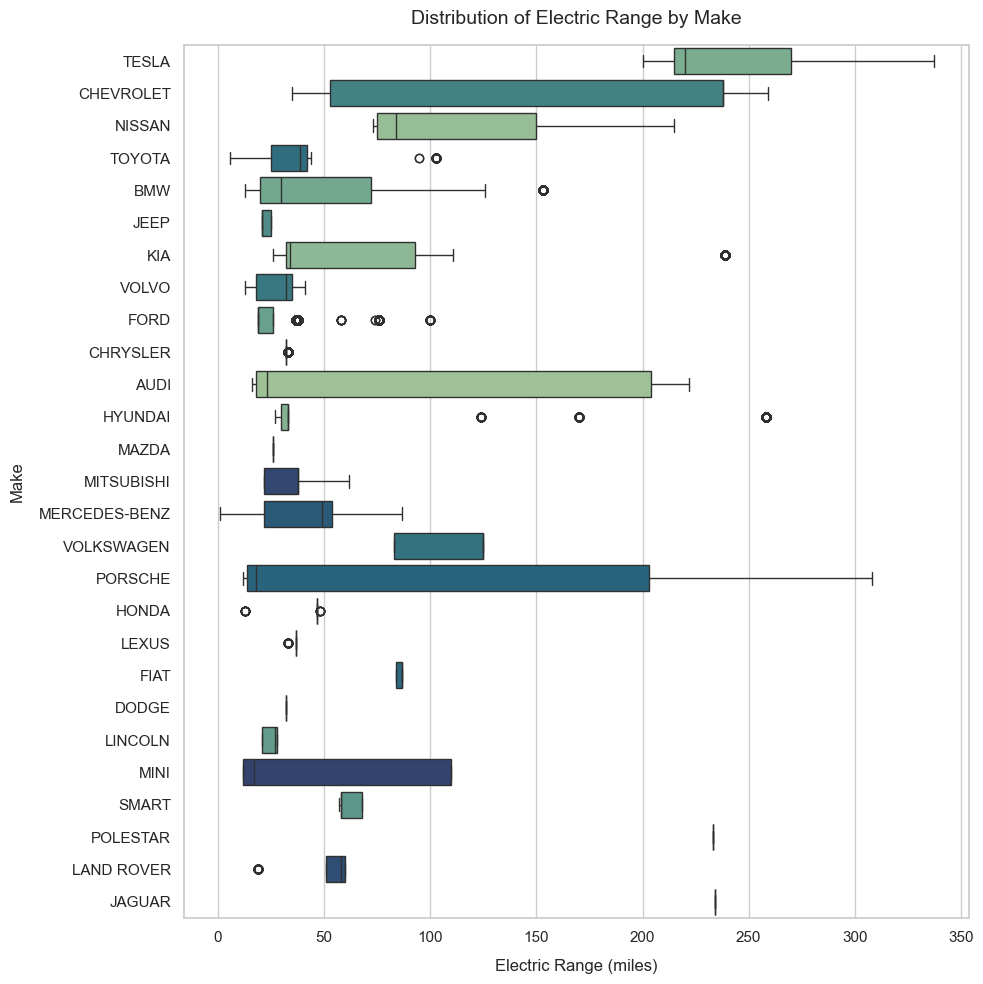 Distribution of Electric Range by Make
TESLA
CHEVROLET
NISSAN
TOYOTA
BMW
JEEP
KIA
VOLVO
FORD
CHRYSLER
AUDI
HYUNDAI
MAZDA
MITSUBISHI
MERCEDES-BENZ
VOLKSWAGEN
PORSCHE
HONDA
LEXUS
FIAT
DODGE
LINCOLN
MINI
SMART
POLESTAR
LAND ROVER
JAGUAR
Make
0 50 100 150 200 250 300 350
Electric Range (miles)